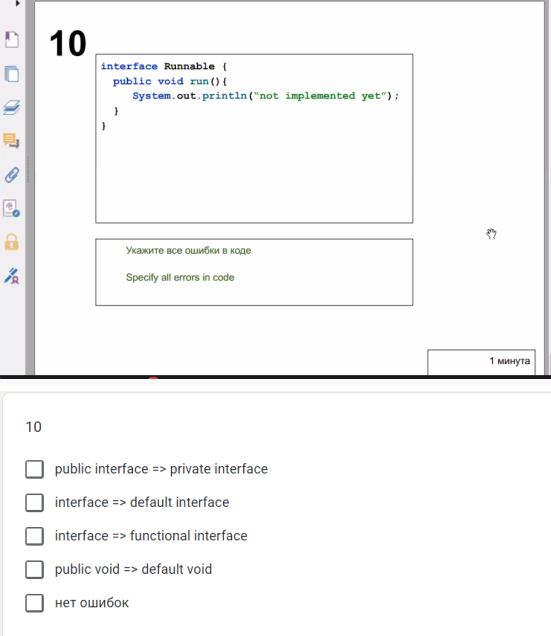 10
interface Runnable {
public void run(){
System.out.println(“not implemented yet”);
}
}
Укажите все ошибки в коде
Specify all errors in code
1 минута
10
public interface => private interface
interface => default interface
interface => functional interface
public void => default void
нет ошибок